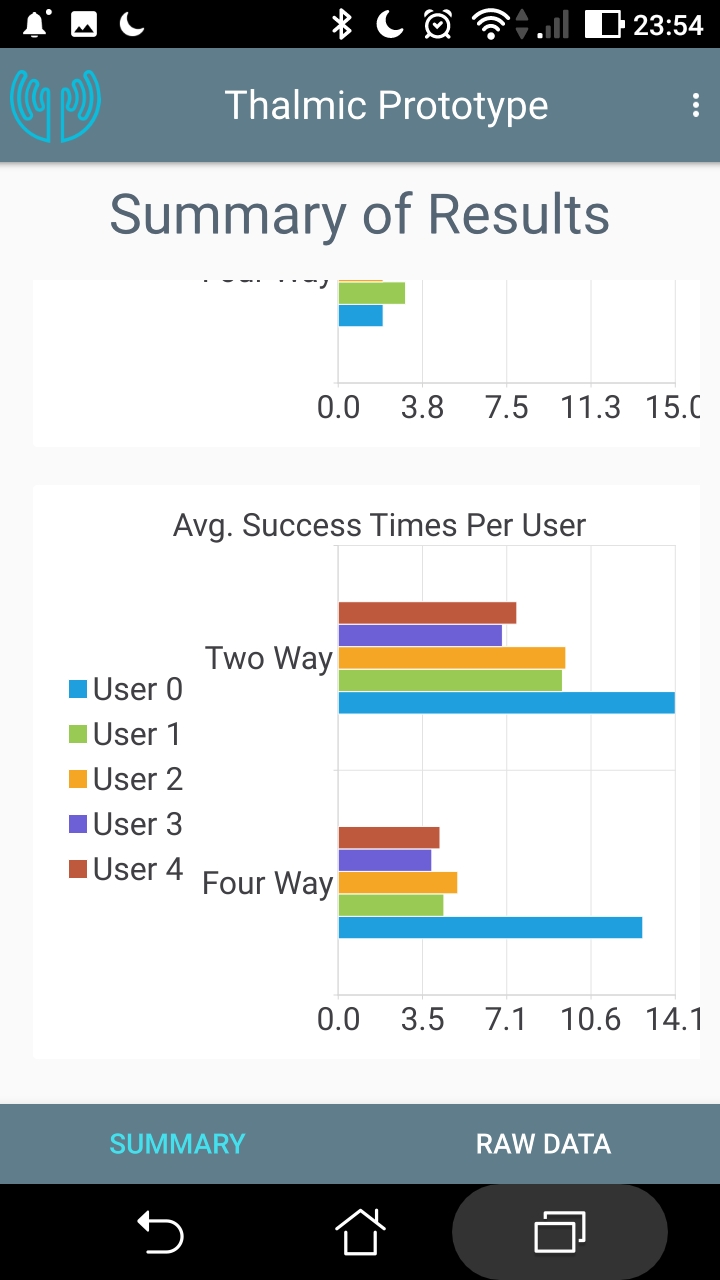 23:54
Thalmic Prototype
Summary of Results
0.0 3.8 7.5 11.3 15.0
Avg. Success Times Per User
Two Way
User 0
User 1
User 2
User 3
User 4
Four Way
0.0 3.5 7.1 10.6 14.1
SUMMARY RAW DATA